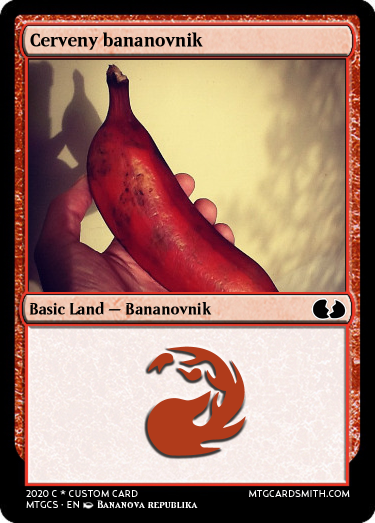 Cerveny bananovnik
Basic Land — Bananovnik
2020 C * CUSTOM CARD
MTGCARDSMITH.COM
MTGCS · EN Bananova republika